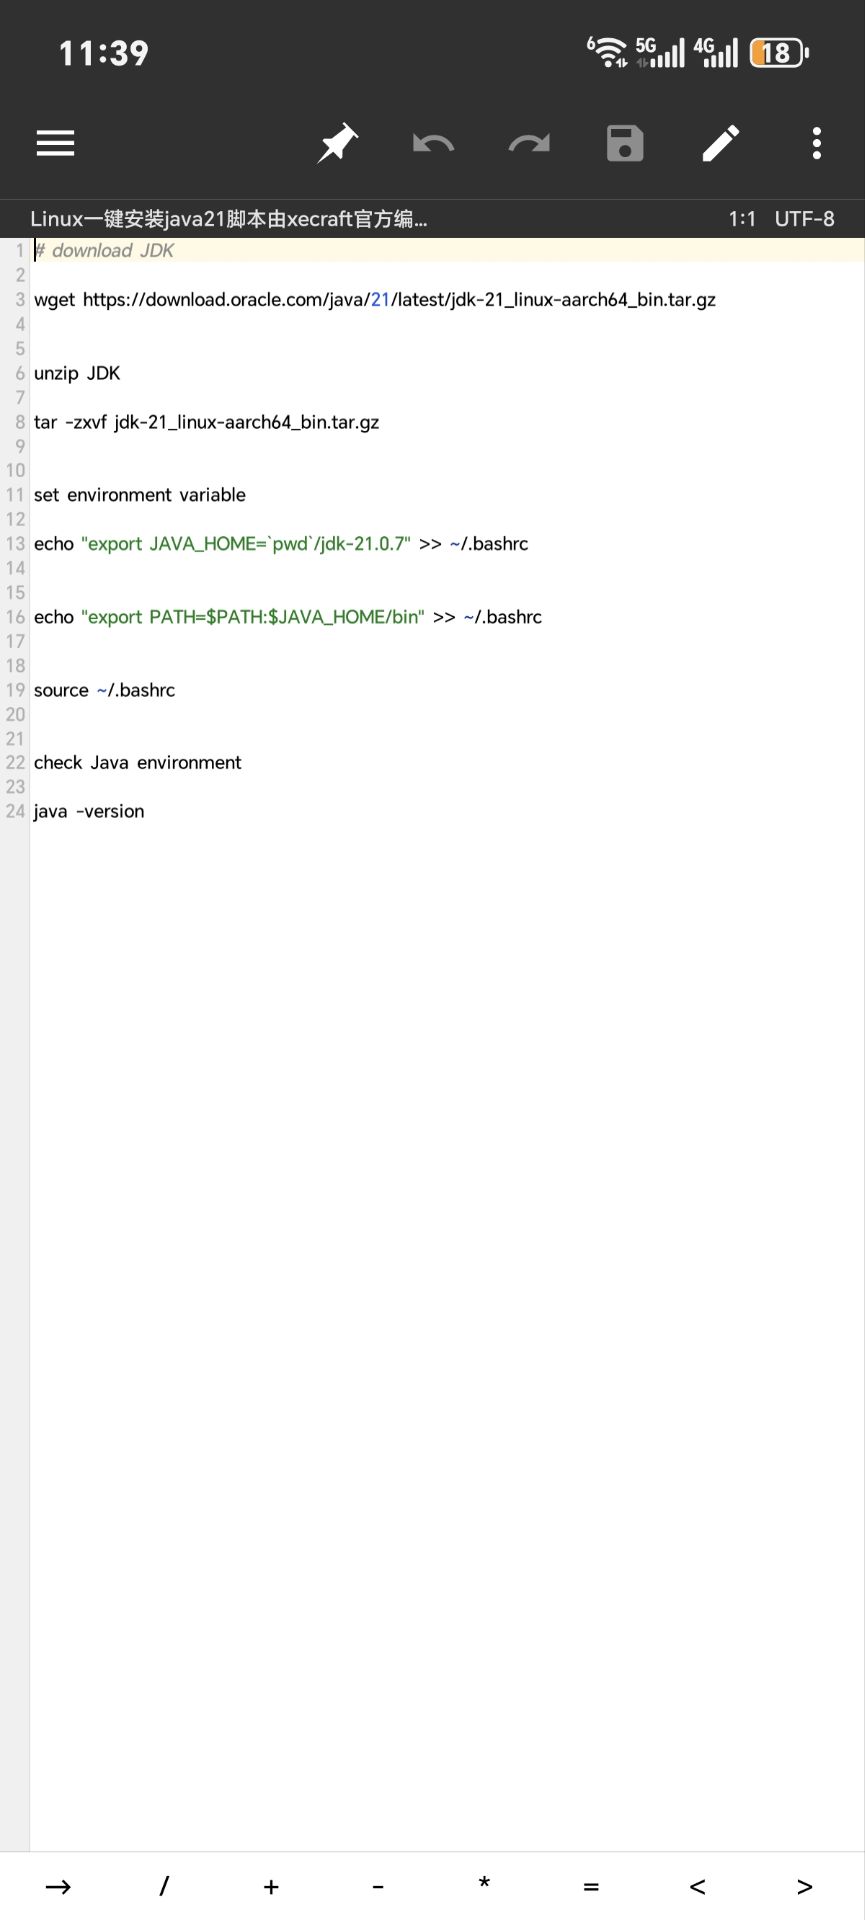 11:39
6 5G 4G 18
Linux一键安装java21脚本由xecraft官方编... 1:1 UTF-8
1 # download JDK
2
3 wget https://download.oracle.com/java/21/latest/jdk-21_linux-aarch64_bin.tar.gz
4
5
6 unzip JDK
7
8 tar -zxvf jdk-21_linux-aarch64_bin.tar.gz
9
10
11 set environment variable
12
13 echo "export JAVA_HOME=`pwd`/jdk-21.0.7" >> ~/.bashrc
14
15
16 echo "export PATH=$PATH:$JAVA_HOME/bin" >> ~/.bashrc
17
18
19 source ~/.bashrc
20
21
22 check Java environment
23
24 java -version
→ / + - * = < >